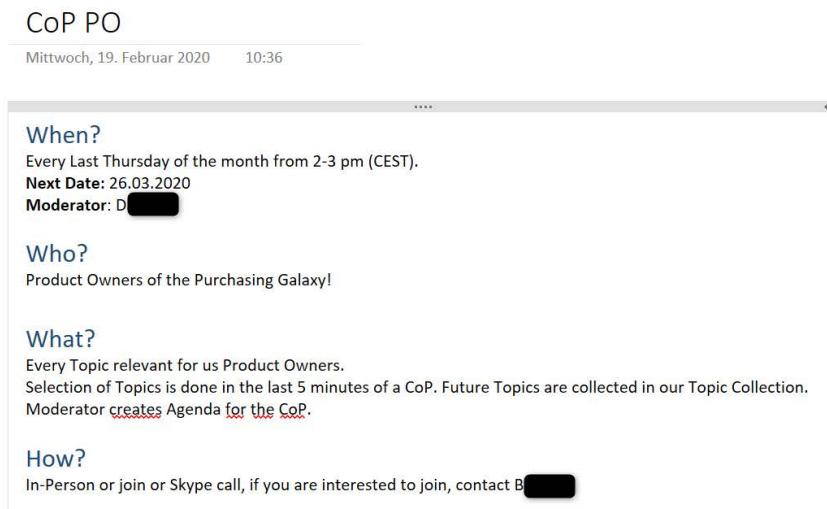 CoP PO
Mittwoch, 19. Februar 2020 10:36
When?
Every Last Thursday of the month from 2-3 pm (CEST).
Next Date: 26.03.2020
Moderator: D
Who?
Product Owners of the Purchasing Galaxy!
What?
Every Topic relevant for us Product Owners.
Selection of Topics is done in the last 5 minutes of a CoP. Future Topics are collected in our Topic Collection.
Moderator creates Agenda for the CoP.
How?
In-Person or join or Skype call, if you are interested to join, contact B